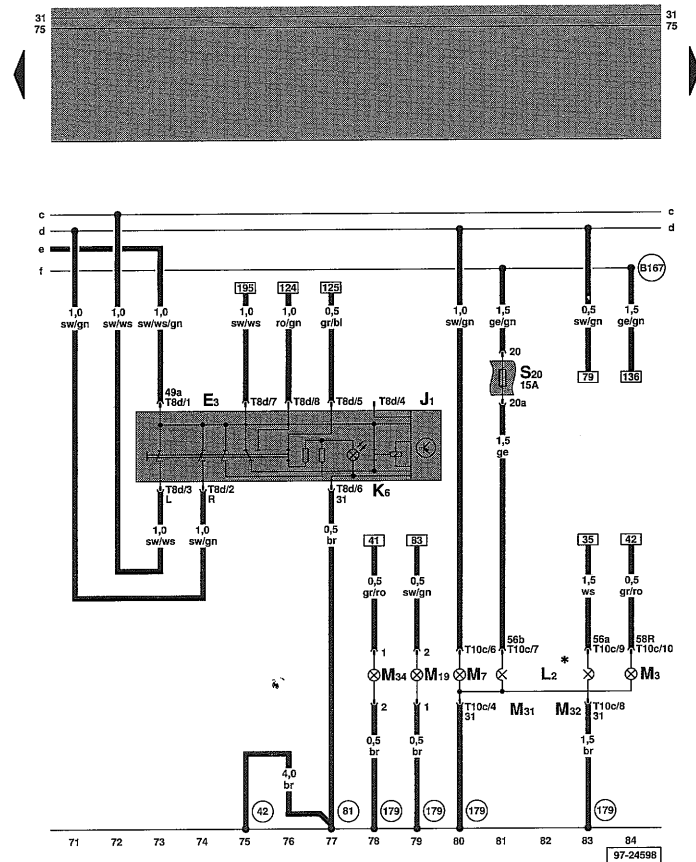 31 31
75 75
c c
d d
e
f B167
195 124 125
1,0 1,0 1,0 1,0 1,0 0,5 1,0 1,5 0,5 1,5
sw/gn sw/ws sw/ws/gn sw/ws ro/gn gr/bl sw/gn ge/gn sw/gn ge/gn
20
S20
15A
79 136
49a 20a
T8d/1 E3 T8d/7 T8d/8 T8d/5 T8d/4 J1
1,5
ge
T8d/3 T8d/2 T8d/6 K6
L R 31
1,0 1,0 0,5
sw/ws sw/gn br
41 83 35 42
0,5 0,5 1,5 0,5
gr/ro sw/gn ws gr/ro
1 2 T10c/6 56b T10c/7 56a T10c/9 58R T10c/10
M34 M19 M7 L2 * M3
2 1 T10c/4 M31 M32 T10c/8
31 31
0,5 0,5 1,5
br br br
4,0
br
42 81 179 179 179 179
71 72 73 74 75 76 77 78 79 80 81 82 83 84
97-24598